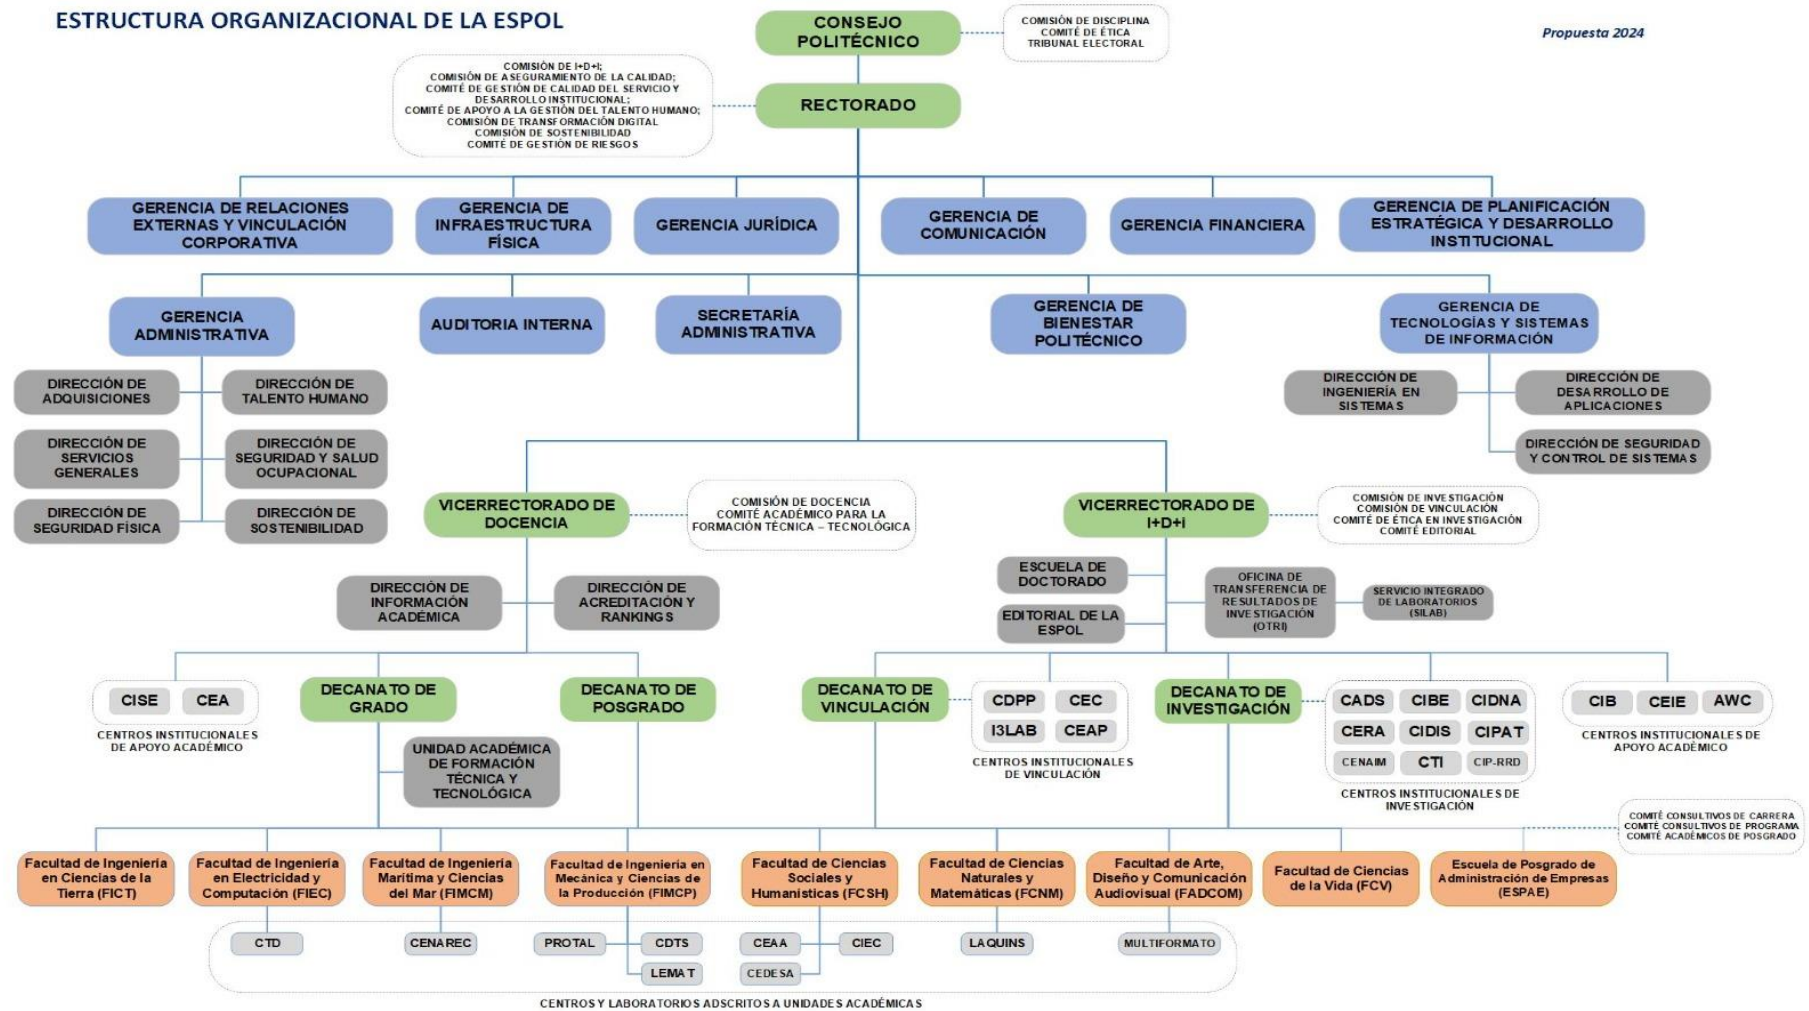 ESTRUCTURA ORGANIZACIONAL DE LA ESPOL
CONSEJO
POLITÉCNICO
COMISIÓN DE DISCIPLINA
COMITÉ DE ÉTICA
TRIBUNAL ELECTORAL
Propuesta 2024
COMISIÓN DE I+D+I;
COMISIÓN DE ASEGURAMIENTO DE LA CALIDAD;
COMITÉ DE GESTIÓN DE CALIDAD DEL SERVICIO Y
DESARROLLO INSTITUCIONAL;
COMITÉ DE APOYO A LA GESTIÓN DEL TALENTO HUMANO;
COMISIÓN DE TRANSFORMACIÓN DIGITAL
COMISIÓN DE SOSTENIBILIDAD
COMITÉ DE GESTIÓN DE RIESGOS
RECTORADO
GERENCIA DE RELACIONES
EXTERNAS Y VINCULACIÓN
CORPORATIVA
GERENCIA DE
INFRAESTRUCTURA
FÍSICA
GERENCIA JURÍDICA
GERENCIA DE
COMUNICACIÓN
GERENCIA FINANCIERA
GERENCIA DE PLANIFICACIÓN
ESTRATÉGICA Y DESARROLLO
INSTITUCIONAL
GERENCIA
ADMINISTRATIVA
AUDITORIA INTERNA
SECRETARÍA
ADMINISTRATIVA
GERENCIA DE
BIENESTAR
POLITÉCNICO
GERENCIA DE
TECNOLOGÍAS Y SISTEMAS
DE INFORMACIÓN
DIRECCIÓN DE
ADQUISICIONES
DIRECCIÓN DE
TALENTO HUMANO
DIRECCIÓN DE
INGENIERÍA EN
SISTEMAS
DIRECCIÓN DE
DESARROLLO DE
APLICACIONES
DIRECCIÓN DE
SERVICIOS
GENERALES
DIRECCIÓN DE
SEGURIDAD Y SALUD
OCUPACIONAL
DIRECCIÓN DE SEGURIDAD
Y CONTROL DE SISTEMAS
DIRECCIÓN DE
SEGURIDAD FÍSICA
DIRECCIÓN DE
SOSTENIBILIDAD
VICERRECTORADO DE
DOCENCIA
COMISIÓN DE DOCENCIA
COMITÉ ACADÉMICO PARA LA
FORMACIÓN TÈCNICA – TECNOLÓGICA
VICERRECTORADO DE
I+D+i
COMISIÓN DE INVESTIGACIÓN
COMISIÓN DE VINCULACIÓN
COMITÉ DE ÉTICA EN INVESTIGACIÓN
COMITÉ EDITORIAL
DIRECCIÓN DE
INFORMACIÓN
ACADÉMICA
DIRECCIÓN DE
ACREDITACIÓN Y
RANKINGS
ESCUELA DE
DOCTORADO
EDITORIAL DE LA
ESPOL
OFICINA DE
TRANSFERENCIA DE
RESULTADOS DE
INVESTIGACIÓN
(OTRI)
SERVICIO INTEGRADO
DE LABORATORIOS
(SILAB)
CISE CEA
CENTROS INSTITUCIONALES
DE APOYO ACADÉMICO
DECANATO DE
GRADO
DECANATO DE
POSGRADO
DECANATO DE
VINCULACIÓN
CDPP CEC
I3LAB CEAP
CENTROS INSTITUCIONALES
DE VINCULACIÓN
DECANATO DE
INVESTIGACIÓN
CADS CIBE CIDNA
CERA CIDIS CIPAT
CENAIM CTI CIP-RRD
CENTROS INSTITUCIONALES DE
INVESTIGACIÓN
CIB CEIE AWC
CENTROS INSTITUCIONALES DE
APOYO ACADÉMICO
UNIDAD ACADÉMICA
DE FORMACIÓN
TÉCNICA Y
TECNOLÓGICA
COMITÉ CONSULTIVOS DE CARRERA
COMITÉ CONSULTIVOS DE PROGRAMA
COMITÉ ACADÉMICOS DE POSGRADO
Facultad de Ingeniería
en Ciencias de la
Tierra (FICT)
Facultad de Ingeniería
en Electricidad y
Computación (FIEC)
Facultad de Ingeniería
Marítima y Ciencias
del Mar (FIMCM)
Facultad de Ingeniería en
Mecánica y Ciencias de
la Producción (FIMCP)
Facultad de Ciencias
Sociales y
Humanísticas (FCSH)
Facultad de Ciencias
Naturales y
Matemáticas (FCNM)
Facultad de Arte,
Diseño y Comunicación
Audiovisual (FADCOM)
Facultad de Ciencias
de la Vida (FCV)
Escuela de Posgrado de
Administración de Empresas
(ESPAE)
CTD
CENAREC
PROTAL CDTS
LEMAT
CEAA CIEC
CEDESA
LAQUINS
MULTIFORMATO
CENTROS Y LABORATORIOS ADSCRITOS A UNIDADES ACADÉMICAS